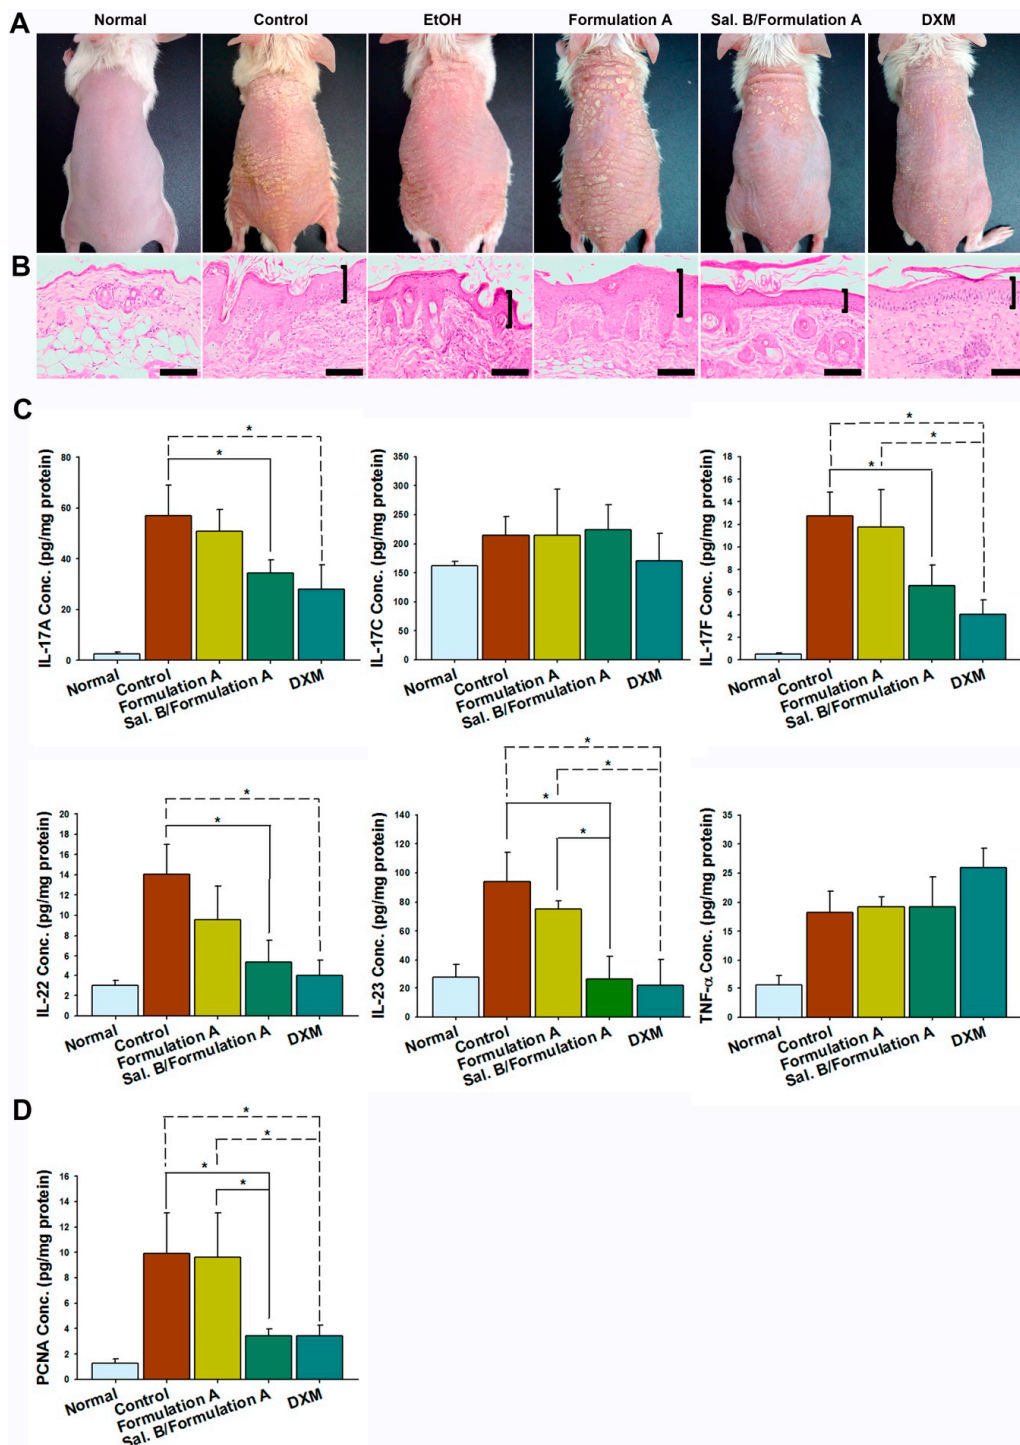 A
Normal
Control
EtOH
Formulation A
Sal. B/Formulation A
DXM
B
C
IL-17A Conc. (pg/mg protein)
80
60
40
20
0
*
*
Normal
Control
Formulation A
Sal. B/Formulation A
DXM
IL-17C Conc. (pg/mg protein)
350
300
250
200
150
100
50
0
Normal
Control
Formulation A
Sal. B/Formulation A
DXM
IL-17F Conc. (pg/mg protein)
18
16
14
12
10
8
6
4
2
0
*
*
*
Normal
Control
Formulation A
Sal. B/Formulation A
DXM
IL-22 Conc. (pg/mg protein)
20
18
16
14
12
10
8
6
4
2
0
*
*
Normal
Control
Formulation A
Sal. B/Formulation A
DXM
IL-23 Conc. (pg/mg protein)
140
120
100
80
60
40
20
0
*
*
*
*
Normal
Control
Formulation A
Sal. B/Formulation A
DXM
TNF-α Conc. (pg/mg protein)
35
30
25
20
15
10
5
0
Normal
Control
Formulation A
Sal. B/Formulation A
DXM
D
PCNA Conc. (pg/mg protein)
16
14
12
10
8
6
4
2
0
*
*
*
*
Normal
Control
Formulation A
Sal. B/Formulation A
DXM